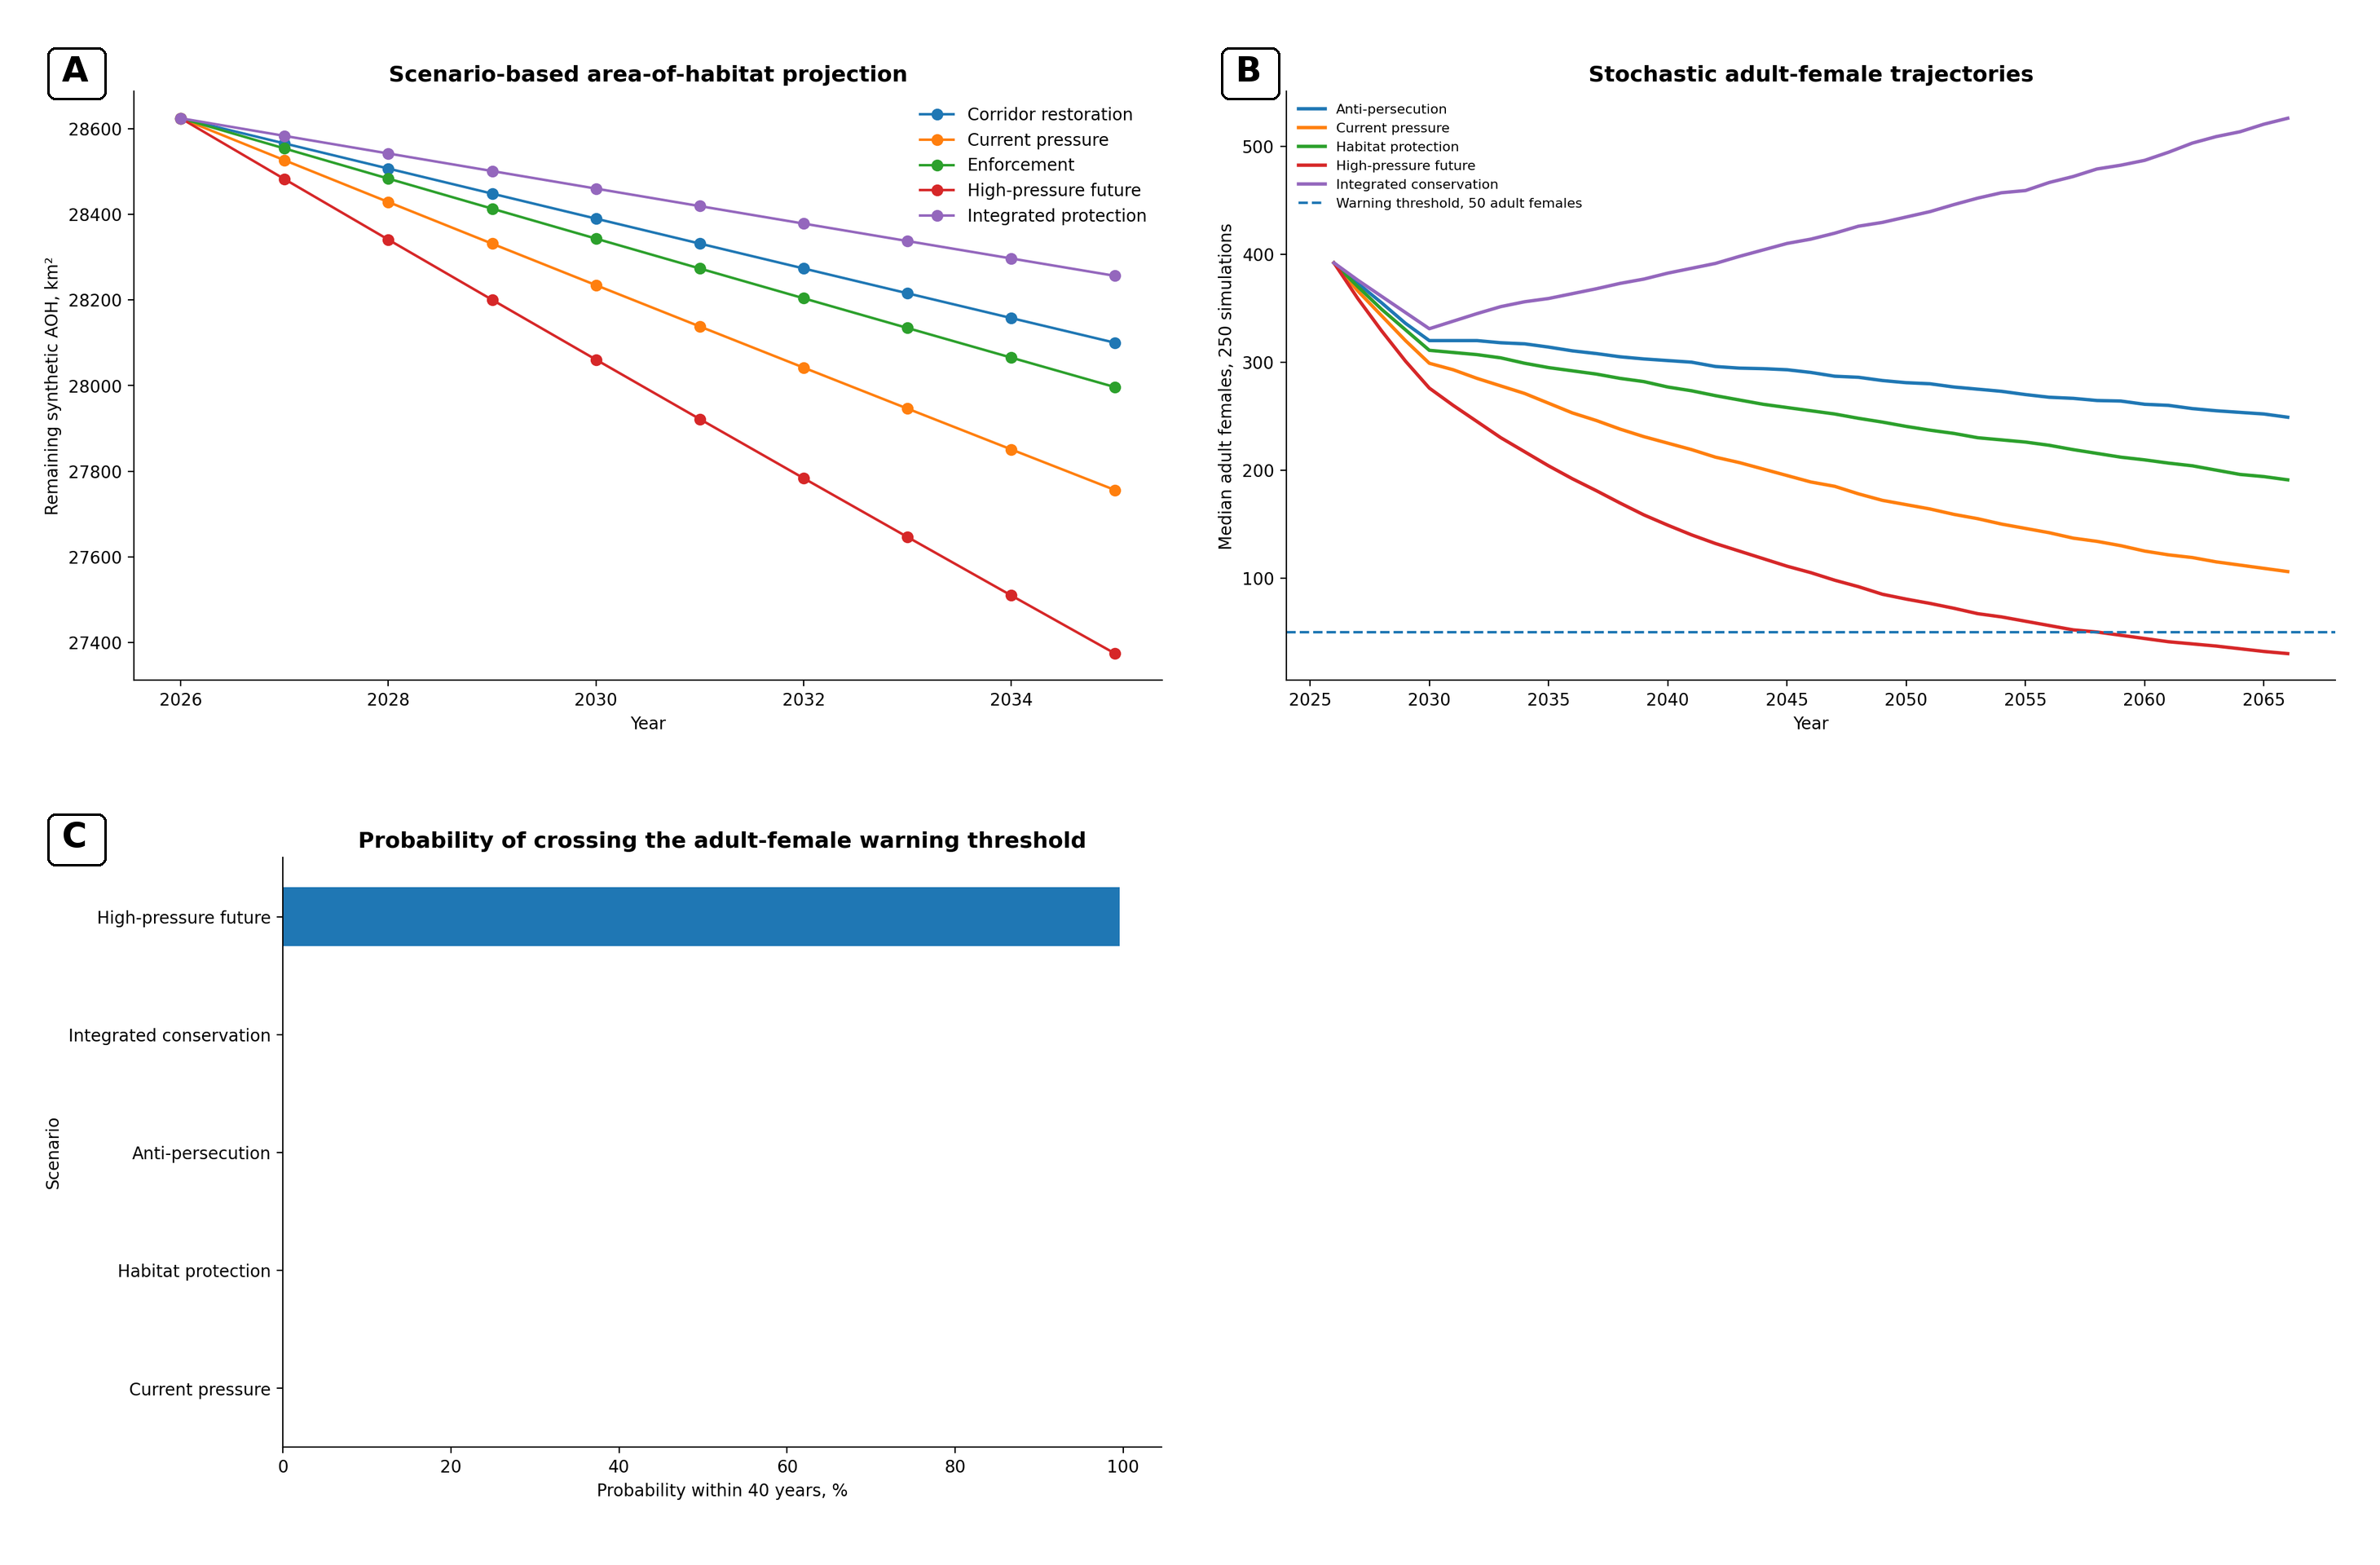 A
Scenario-based area-of-habitat projection
Corridor restoration
Current pressure
Enforcement
High-pressure future
Integrated protection
28600
28400
28200
28000
27800
27600
27400
Remaining synthetic AOH, km²
2026
2028
2030
2032
2034
Year
B
Stochastic adult-female trajectories
Anti-persecution
Current pressure
Habitat protection
High-pressure future
Integrated conservation
Warning threshold, 50 adult females
500
400
300
200
100
Median adult females, 250 simulations
2025
2030
2035
2040
2045
2050
2055
2060
2065
Year
C
Probability of crossing the adult-female warning threshold
High-pressure future
Integrated conservation
Anti-persecution
Habitat protection
Current pressure
Scenario
0
20
40
60
80
100
Probability within 40 years, %